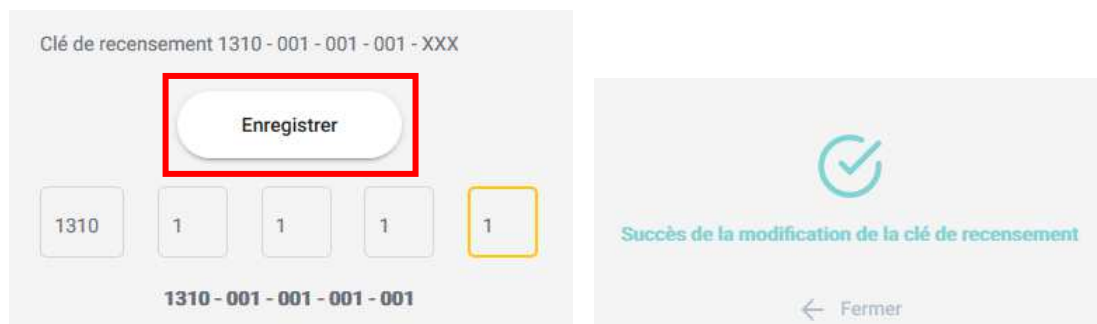 Clé de recensement 1310 - 001 - 001 - 001 - XXX
Enregistrer
1310 1 1 1 1
1310 - 001 - 001 - 001 - 001
Succès de la modification de la clé de recensement
← Fermer